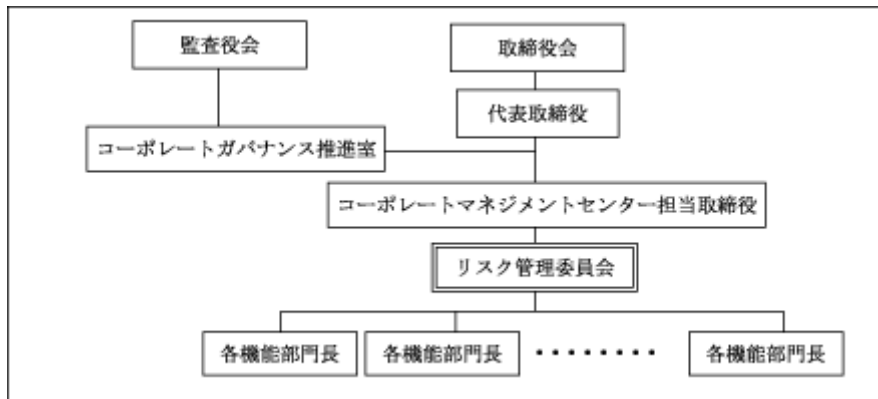 監査役会
取締役会
代表取締役
コーポレートガバナンス推進室
コーポレートマネジメントセンター担当取締役
リスク管理委員会
各機能部門長
各機能部門長
・・・・・・・・
各機能部門長